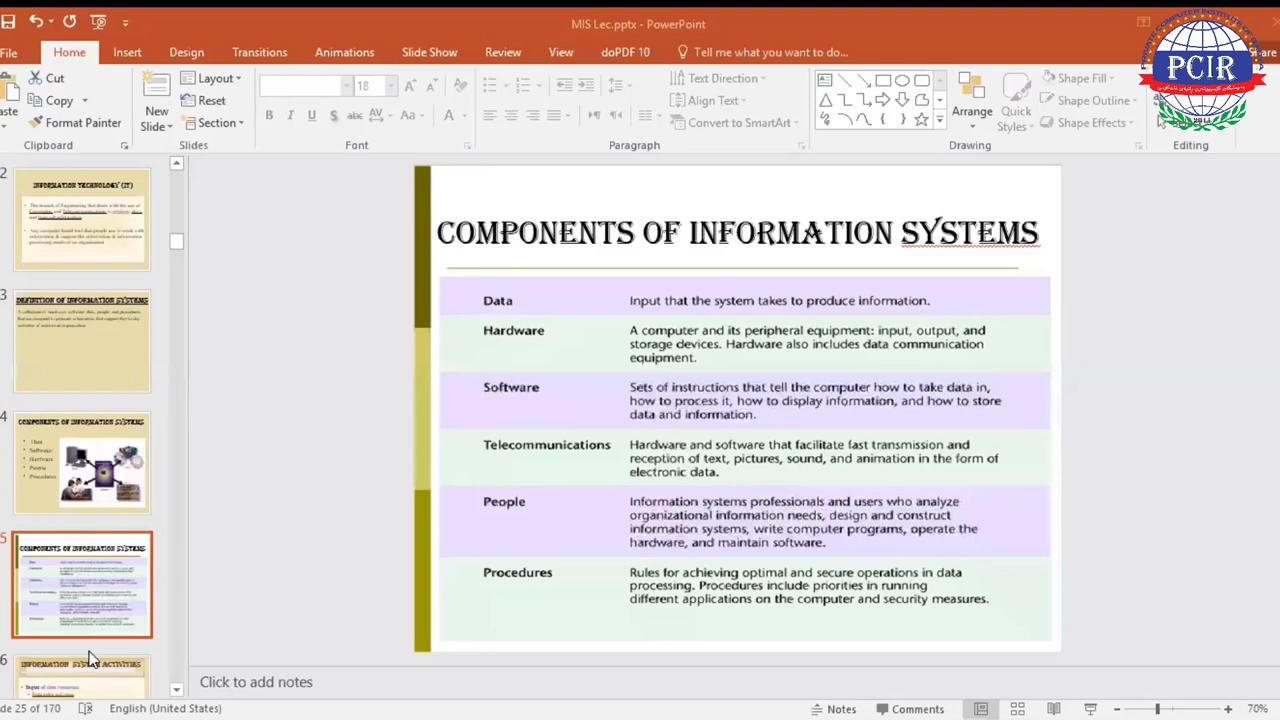 MIS Lec.pptx - PowerPoint
File Home Insert Design Transitions Animations Slide Show Review View doPDF 10 Tell me what you want to do...
Cut
Copy
Format Painter
Clipboard
New
Slide
Layout
Reset
Section
Slides
18
Font
Text Direction
Align Text
Convert to SmartArt
Paragraph
Arrange
Quick
Styles
Shape Fill
Shape Outline
Shape Effects
Drawing
Editing
PCIR
2
INFORMATION TECHNOLOGY (IT)
3
DEFINITION OF INFORMATION SYSTEMS
4
COMPONENTS OF INFORMATION SYSTEMS
Data
Software
Hardware
People
Procedures
5
COMPONENTS OF INFORMATION SYSTEMS
6
INFORMATION SYSTEM ACTIVITIES
COMPONENTS OF INFORMATION SYSTEMS
Data Input that the system takes to produce information.
Hardware A computer and its peripheral equipment: input, output, and
storage devices. Hardware also includes data communication
equipment.
Software Sets of instructions that tell the computer how to take data in,
how to process it, how to display information, and how to store
data and information.
Telecommunications Hardware and software that facilitate fast transmission and
reception of text, pictures, sound, and animation in the form of
electronic data.
People Information systems professionals and users who analyze
organizational information needs, design and construct
information systems, write computer programs, operate the
hardware, and maintain software.
Procedures Rules for achieving optimal and secure operations in data
processing. Procedures include priorities in running
different applications on the computer and security measures.
Click to add notes
de 25 of 170 English (United States) Notes Comments 70%